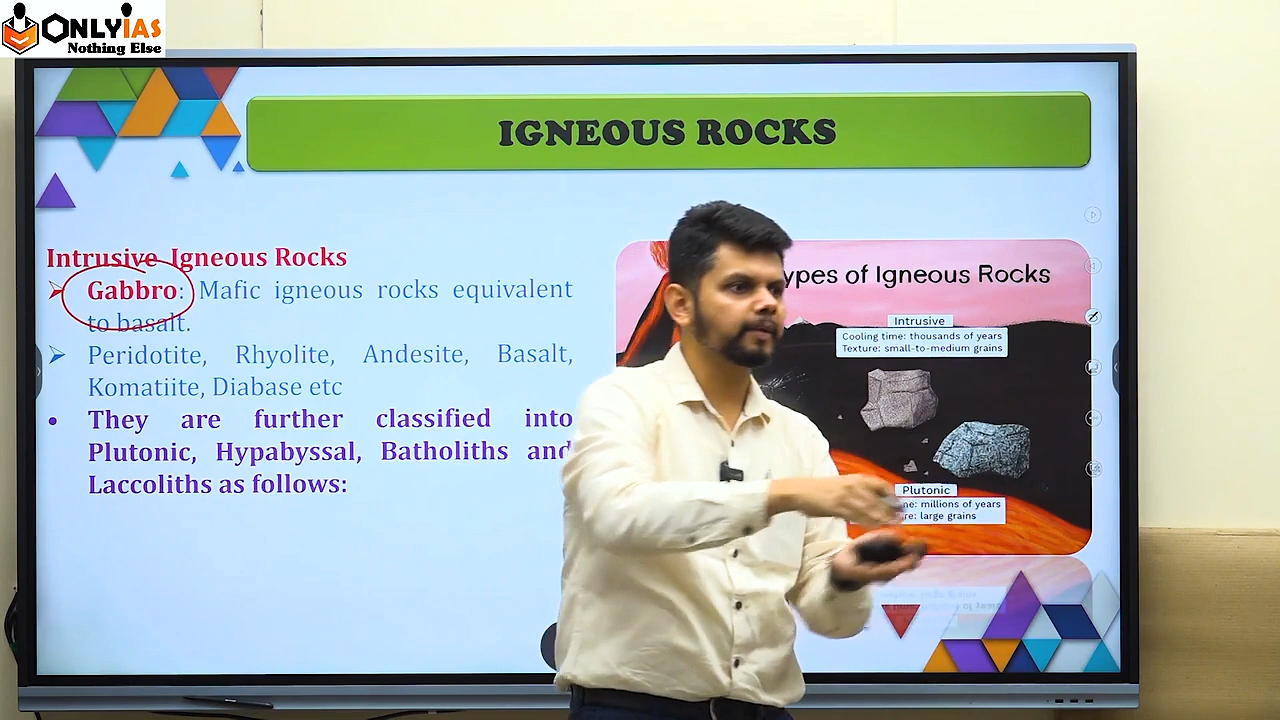 ONLYIAS
Nothing Else
IGNEOUS ROCKS
Intrusive Igneous Rocks
➤ Gabbro: Mafic igneous rocks equivalent
to basalt.
➤ Peridotite, Rhyolite, Andesite, Basalt,
Komatiite, Diabase etc
• They are further classified into
Plutonic, Hypabyssal, Batholiths and
Laccoliths as follows:
ypes of Igneous Rocks
Intrusive
Cooling time: thousands of years
Texture: small-to-medium grains
Plutonic
me: millions of years
re: large grains